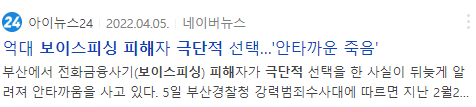 24 아이뉴스24 2022.04.05. 네이버뉴스
억대 보이스피싱 피해자 극단적 선택...'안타까운 죽음'
부산에서 전화금융사기(보이스피싱) 피해자가 극단적 선택을 한 사실이 뒤늦게 알
려져 안타까움을 사고 있다. 5일 부산경찰청 강력범죄수사대에 따르면 지난 2월2...